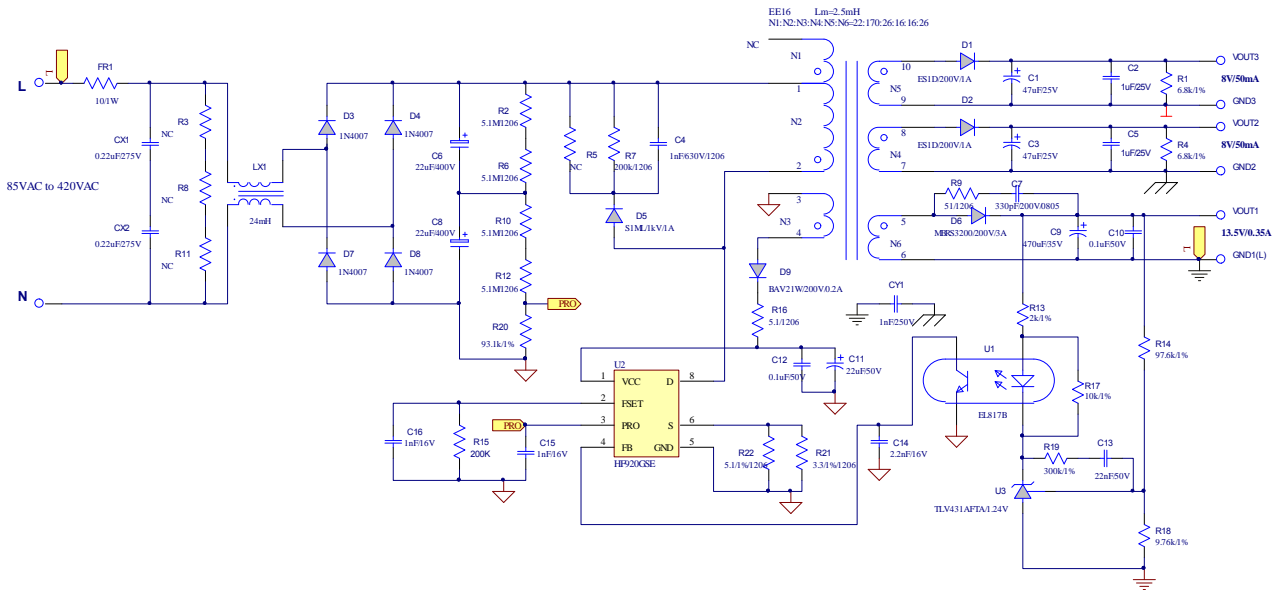 EE16 Lm=2.5mH
N1:N2:N3:N4:N5:N6=22:170:26:16:16:26
NC
N1
1
N2
2
3
N3
4
10
N5
9
8
N4
7
5
N6
6
L
L
FR1
10/1W
CX1
0.22uF/275V
NC
R3
NC
R8
NC
R11
CX2
0.22uF/275V
85VAC to 420VAC
N
LX1
24mH
D3
1N4007
D4
1N4007
D7
1N4007
D8
1N4007
C6
22uF/400V
C8
22uF/400V
R2
5.1M/1206
R6
5.1M/1206
R10
5.1M/1206
R12
5.1M/1206
PRO
R20
93.1k/1%
R5
NC
R7
200k/1206
C4
1nF/630V/1206
D5
S1ML/1kV/1A
D1
ES1D/200V/1A
C1
47uF/25V
C2
1uF/25V
R1
6.8k/1%
VOUT3
8V/50mA
GND3
D2
ES1D/200V/1A
C3
47uF/25V
C5
1uF/25V
R4
6.8k/1%
VOUT2
8V/50mA
GND2
R9
51/1206
C7
330pF/200V/0805
D6
MBRS3200/200V/3A
C9
470uF/35V
C10
0.1uF/50V
VOUT1
13.5V/0.35A
L
GND1(L)
D9
BAV21W/200V/0.2A
R16
5.1/1206
CY1
1nF/250V
C12
0.1uF/50V
C11
22uF/50V
U2
1 VCC D 8
2 FSET
3 PRO S 6
4 FB GND 5
HF920GSE
C16
1nF/16V
R15
200K
PRO
C15
1nF/16V
R22
5.1/1%/1206
R21
3.3/1%/1206
C14
2.2nF/16V
U1
EL817B
R13
2k/1%
R17
10k/1%
R14
97.6k/1%
R19
300k/1%
C13
22nF/50V
U3
TLV431AFTA/1.24V
R18
9.76k/1%